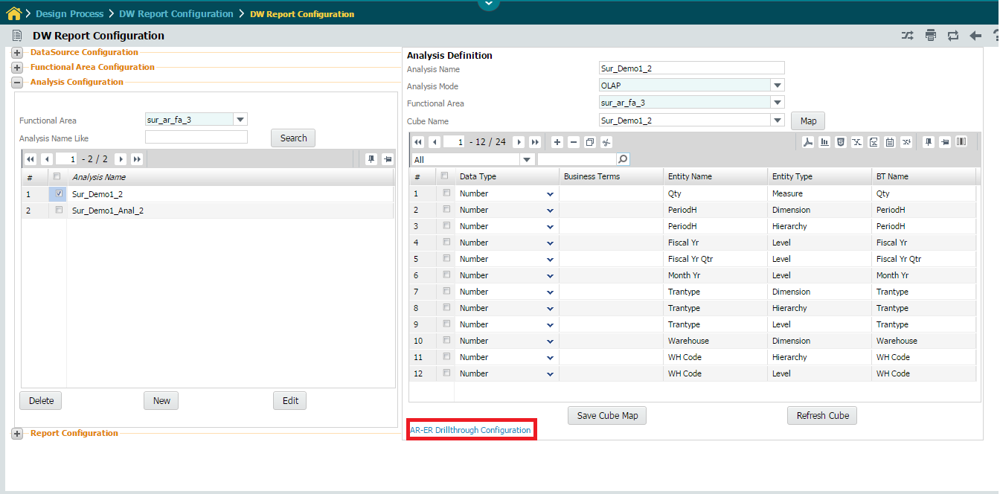 Design Process > DW Report Configuration > DW Report Configuration
DW Report Configuration
DataSource Configuration
Functional Area Configuration
Analysis Configuration
Functional Area sur_ar_fa_3
Analysis Name Like
Search
1 - 2 / 2
# Analysis Name
1 Sur_Demo1_2
2 Sur_Demo1_Anal_2
Delete New Edit
Report Configuration
Analysis Definition
Analysis Name Sur_Demo1_2
Analysis Mode OLAP
Functional Area sur_ar_fa_3
Cube Name Sur_Demo1_2 Map
1 - 12 / 24
All
# Data Type Business Terms Entity Name Entity Type BT Name
1 Number Qty Measure Qty
2 Number PeriodH Dimension PeriodH
3 Number PeriodH Hierarchy PeriodH
4 Number Fiscal Yr Level Fiscal Yr
5 Number Fiscal Yr Qtr Level Fiscal Yr Qtr
6 Number Month Yr Level Month Yr
7 Number Trantype Dimension Trantype
8 Number Trantype Hierarchy Trantype
9 Number Trantype Level Trantype
10 Number Warehouse Dimension Warehouse
11 Number WH Code Hierarchy WH Code
12 Number WH Code Level WH Code
Save Cube Map Refresh Cube
AR-ER Drillthrough Configuration